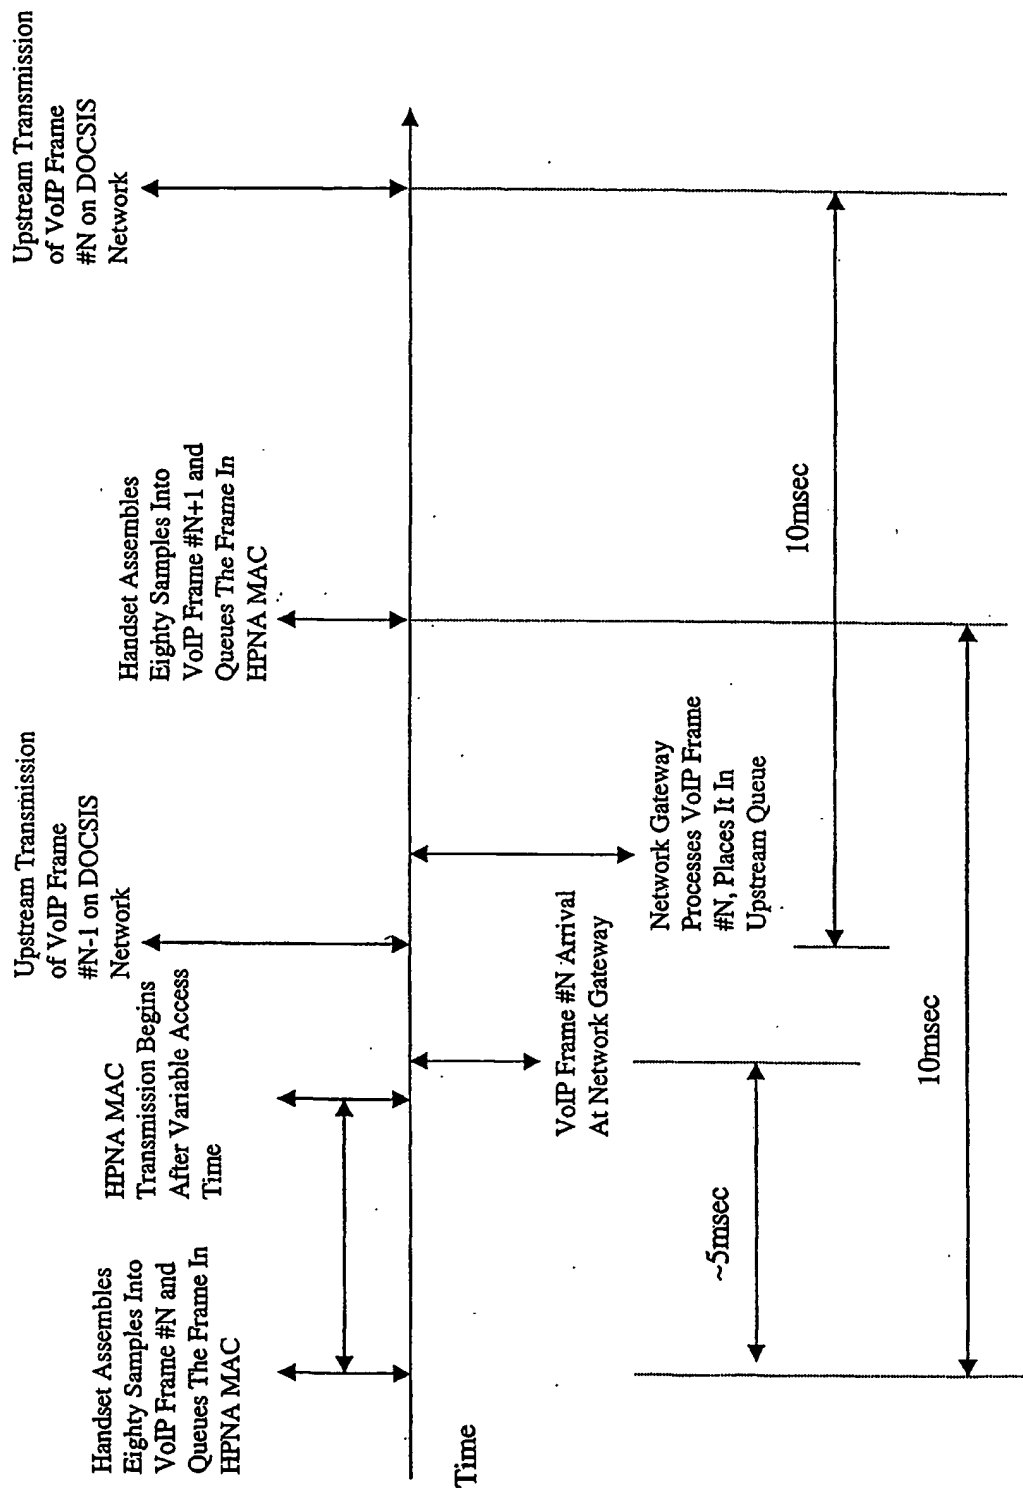 Upstream Transmission
of VoIP Frame
#N on DOCSIS
Network
Handset Assembles
Eighty Samples Into
VoIP Frame #N+1 and
Queues The Frame In
HPNA MAC
Upstream Transmission
of VoIP Frame
#N-1 on DOCSIS
Network
HPNA MAC
Transmission Begins
After Variable Access
Time
Handset Assembles
Eighty Samples Into
VoIP Frame #N and
Queues The Frame In
HPNA MAC
Time
VoIP Frame #N Arrival
At Network Gateway
Network Gateway
Processes VoIP Frame
#N, Places It In
Upstream Queue
~5msec
10msec
10msec